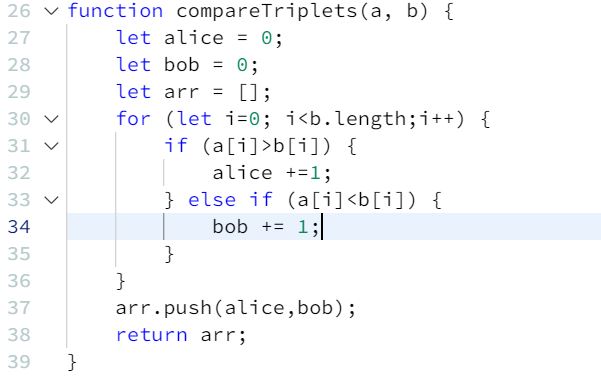 26 function compareTriplets(a, b) {
27     let alice = 0;
28     let bob = 0;
29     let arr = [];
30     for (let i=0; i<b.length;i++) {
31         if (a[i]>b[i]) {
32             alice +=1;
33         } else if (a[i]<b[i]) {
34             bob += 1;
35         }
36     }
37     arr.push(alice,bob);
38     return arr;
39 }